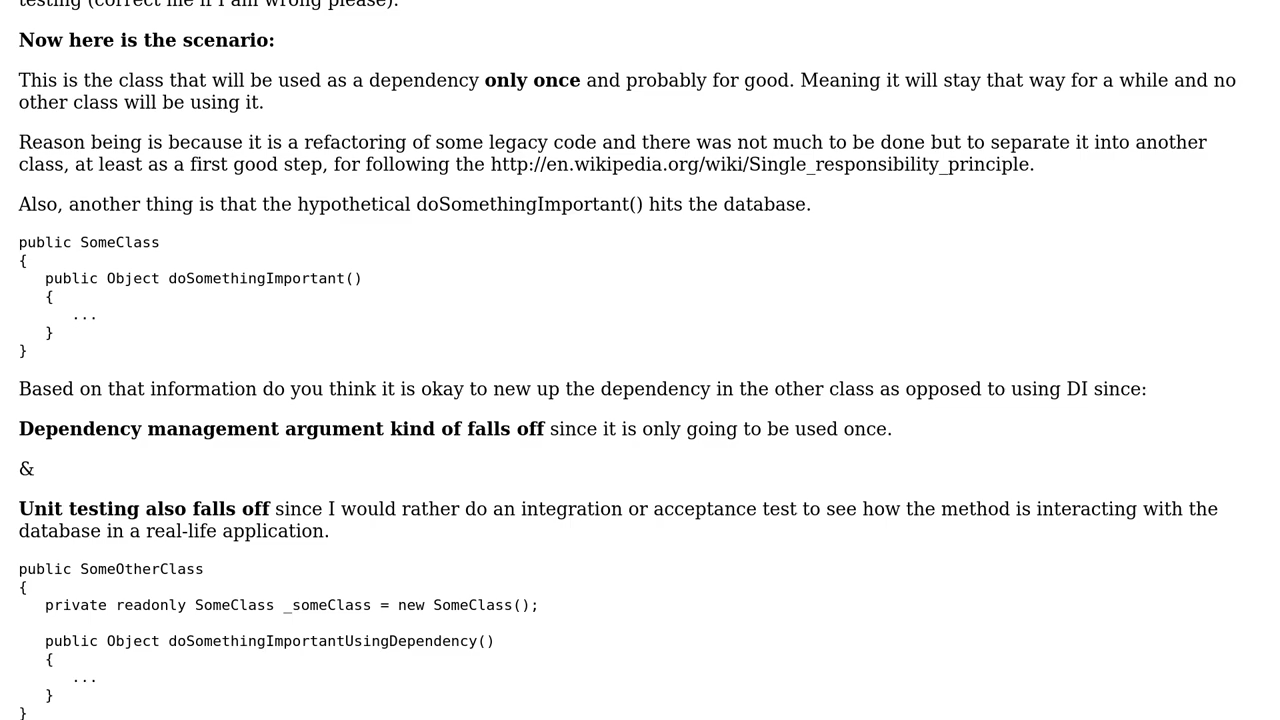 testing (correct me if I am wrong please).
Now here is the scenario:
This is the class that will be used as a dependency only once and probably for good. Meaning it will stay that way for a while and no
other class will be using it.
Reason being is because it is a refactoring of some legacy code and there was not much to be done but to separate it into another
class, at least as a first good step, for following the http://en.wikipedia.org/wiki/Single_responsibility_principle.
Also, another thing is that the hypothetical doSomethingImportant() hits the database.
public SomeClass
{
   public Object doSomethingImportant()
   {
      ...
   }
}
Based on that information do you think it is okay to new up the dependency in the other class as opposed to using DI since:
Dependency management argument kind of falls off since it is only going to be used once.
&
Unit testing also falls off since I would rather do an integration or acceptance test to see how the method is interacting with the
database in a real-life application.
public SomeOtherClass
{
   private readonly SomeClass _someClass = new SomeClass();
   public Object doSomethingImportantUsingDependency()
   {
      ...
   }
}